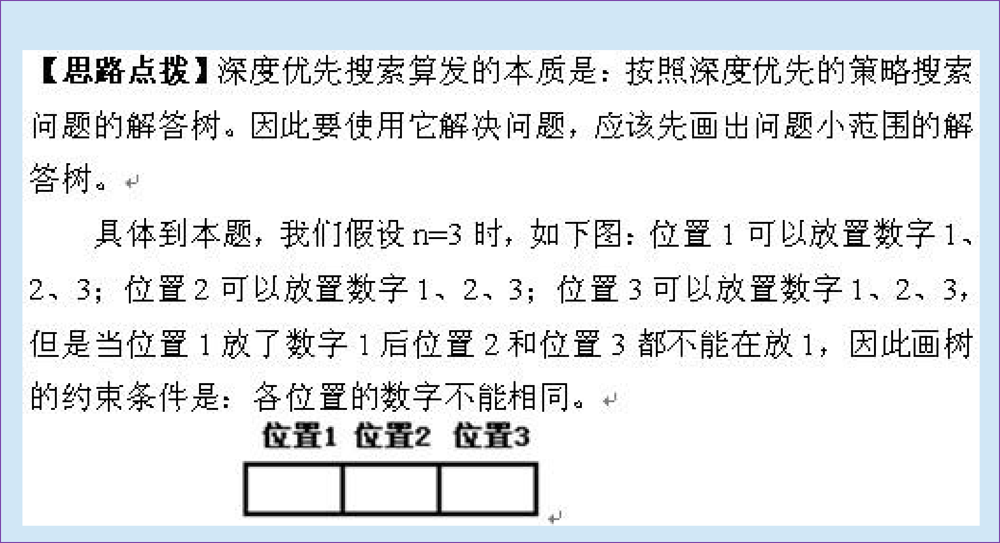 【思路点拨】深度优先搜索算发的本质是：按照深度优先的策略搜索
问题的解答树。因此要使用它解决问题，应该先画出问题小范围的解
答树。
具体到本题，我们假设 n=3 时，如下图：位置 1 可以放置数字 1、
2、3；位置 2 可以放置数字 1、2、3；位置 3 可以放置数字 1、2、3，
但是当位置 1 放了数字 1 后位置 2 和位置 3 都不能在放 1，因此画树
的约束条件是：各位置的数字不能相同。
位置1 位置2 位置3